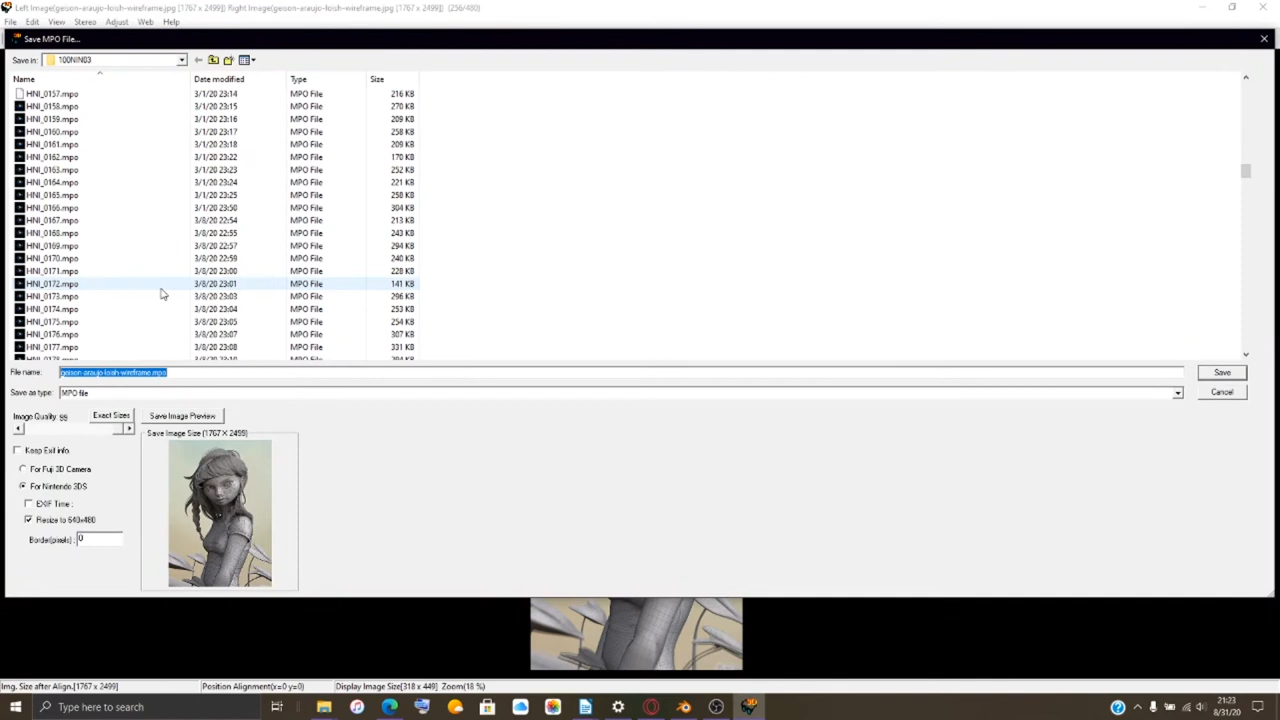 Left Image(geison-araujo-loish-wireframe.jpg [1767 x 2499]) Right Image(geison-araujo-loish-wireframe.jpg [1767 x 2499]) (256/480)
File Edit View Stereo Adjust Web Help
Save MPO File...
Save in: 100NIN03
Name Date modified Type Size
HNI_0157.mpo 3/1/20 23:14 MPO File 216 KB
HNI_0158.mpo 3/1/20 23:15 MPO File 270 KB
HNI_0159.mpo 3/1/20 23:16 MPO File 209 KB
HNI_0160.mpo 3/1/20 23:17 MPO File 258 KB
HNI_0161.mpo 3/1/20 23:18 MPO File 209 KB
HNI_0162.mpo 3/1/20 23:22 MPO File 170 KB
HNI_0163.mpo 3/1/20 23:23 MPO File 252 KB
HNI_0164.mpo 3/1/20 23:24 MPO File 221 KB
HNI_0165.mpo 3/1/20 23:25 MPO File 258 KB
HNI_0166.mpo 3/1/20 23:50 MPO File 304 KB
HNI_0167.mpo 3/8/20 22:54 MPO File 213 KB
HNI_0168.mpo 3/8/20 22:55 MPO File 243 KB
HNI_0169.mpo 3/8/20 22:57 MPO File 294 KB
HNI_0170.mpo 3/8/20 22:59 MPO File 240 KB
HNI_0171.mpo 3/8/20 23:00 MPO File 228 KB
HNI_0172.mpo 3/8/20 23:01 MPO File 141 KB
HNI_0173.mpo 3/8/20 23:03 MPO File 296 KB
HNI_0174.mpo 3/8/20 23:04 MPO File 253 KB
HNI_0175.mpo 3/8/20 23:05 MPO File 254 KB
HNI_0176.mpo 3/8/20 23:07 MPO File 307 KB
HNI_0177.mpo 3/8/20 23:08 MPO File 331 KB
HNI_0178.mpo 3/8/20 23:10 MPO File 294 KB
File name: geison-araujo-loish-wireframe.mpo Save
Save as type: MPO file Cancel
Image Quality: 99 Exact Sizes Save Image Preview
Save Image Size (1767 X 2499)
Keep Exif info
For Fuji 3D Camera
For Nintendo 3DS
EXIF Time :
Resize to 640x480
Border(pixels) : 0
Img. Size after Align.[1767 x 2499] Position Alignment(x=0 y=0) Display Image Size[318 x 449] Zoom(18 %)
Type here to search 21:23
8/31/20